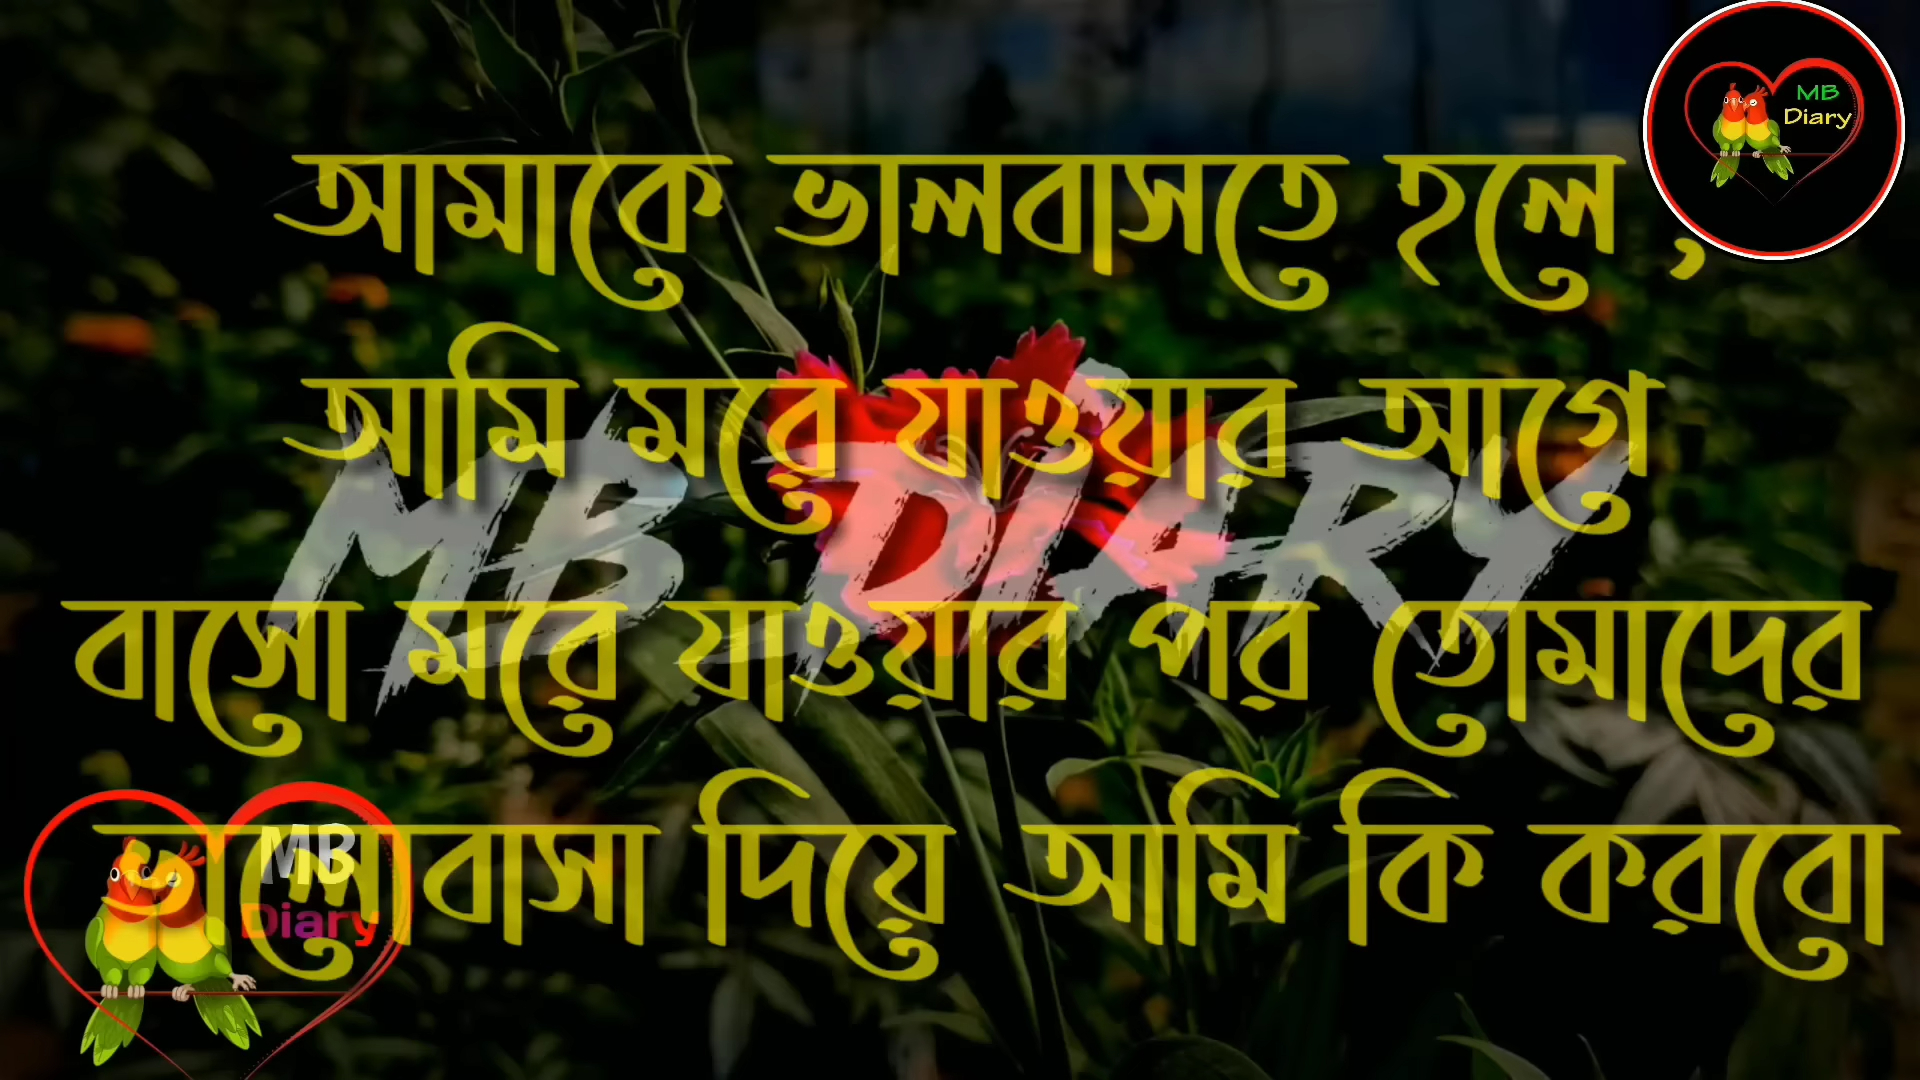 MB
Diary
আমাকে ভালবাসতে হলে ,
আমি মরে যাওয়ার আগে
MB DIARY
বাসো মরে যাওয়ার পর তোমাদের
ভালোবাসা দিয়ে আমি কি করবো
MB
Diary